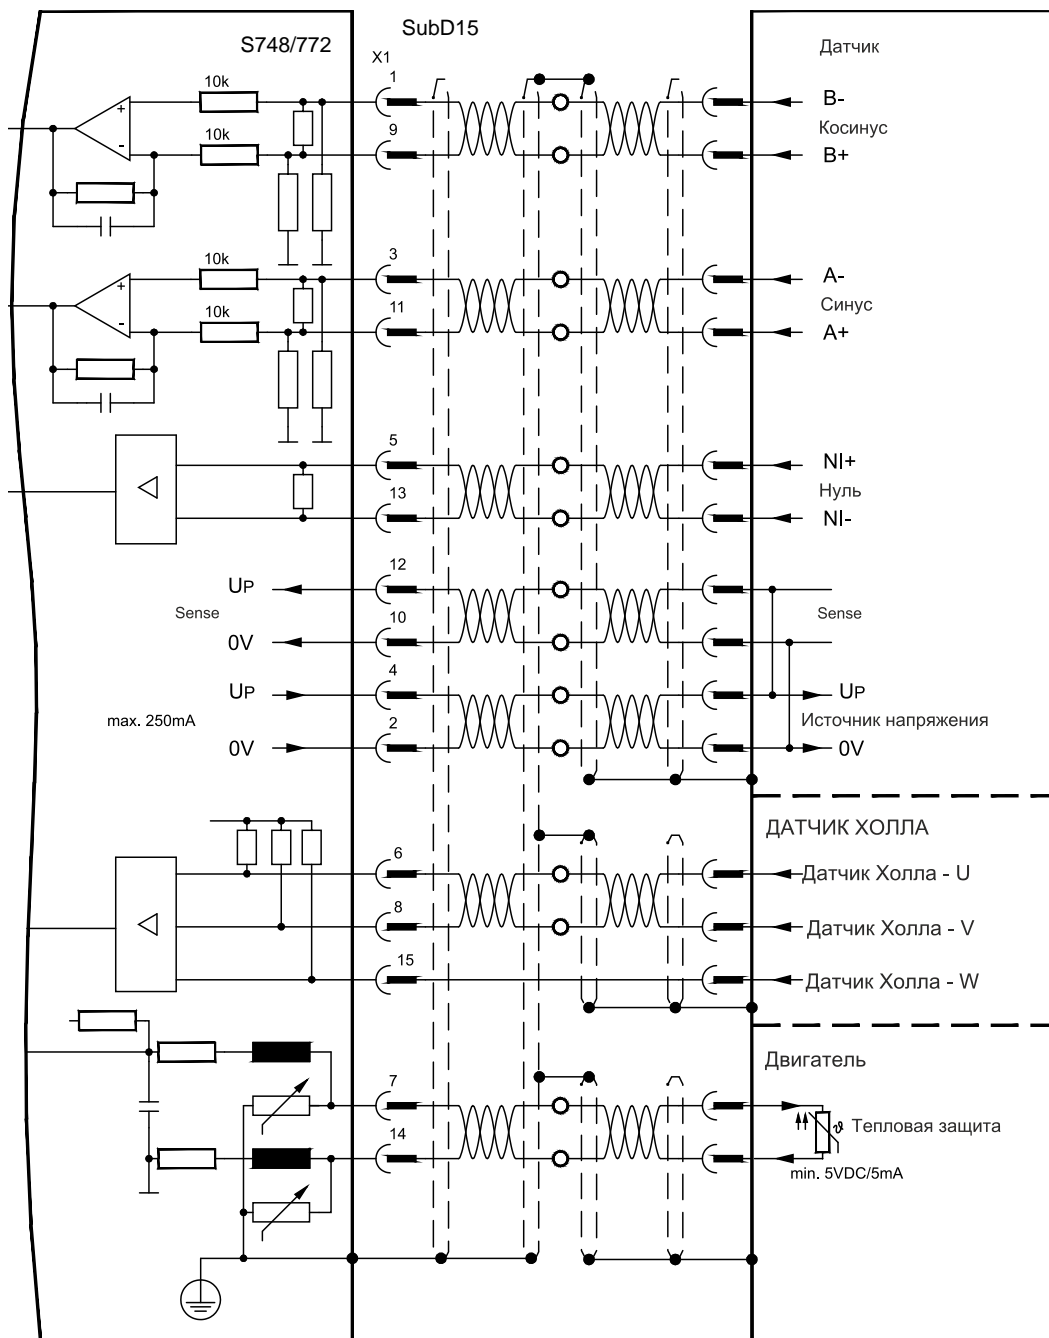 SubD15
S748/772
Датчик
X1
10k
1
B-
Косинус
10k
9
B+
10k
3
A-
Синус
10k
11
A+
5
Nl+
Нуль
13
Nl-
UP
12
Sense
Sense
0V
10
UP
4
UP
max. 250mA
Источник напряжения
0V
2
0V
ДАТЧИК ХОЛЛА
6
Датчик Холла - U
8
Датчик Холла - V
15
Датчик Холла - W
Двигатель
7
ϑ Тепловая защита
14
min. 5VDC/5mA